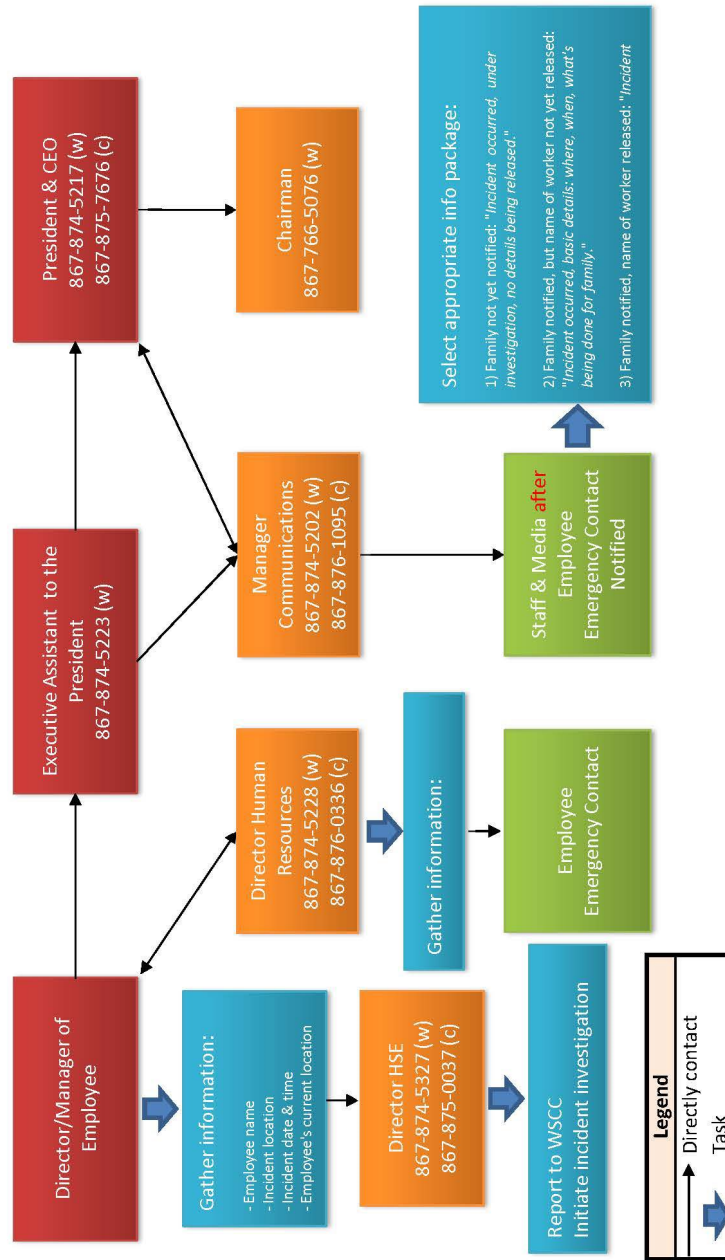 Director/Manager of
Employee
Executive Assistant to the
President
867-874-5223 (w)
President & CEO
867-874-5217 (w)
867-875-7676 (c)
Gather information:
- Employee name
- Incident location
- Incident date & time
- Employee's current location
Director Human
Resources
867-874-5228 (w)
867-876-0336 (c)
Manager
Communications
867-874-5202 (w)
867-876-1095 (c)
Chairman
867-766-5076 (w)
Director HSE
867-874-5327 (w)
867-875-0037 (c)
Gather information:
Report to WSCC
Initiate incident investigation
Employee
Emergency Contact
Staff & Media after
Employee
Emergency Contact
Notified
Select appropriate info package:
1) Family not yet notified: "Incident occurred, under
investigation, no details being released."
2) Family notified, but name of worker not yet released:
"Incident occurred, basic details: where, when, what's
being done for family."
3) Family notified, name of worker released: "Incident
Legend
Directly contact
Task